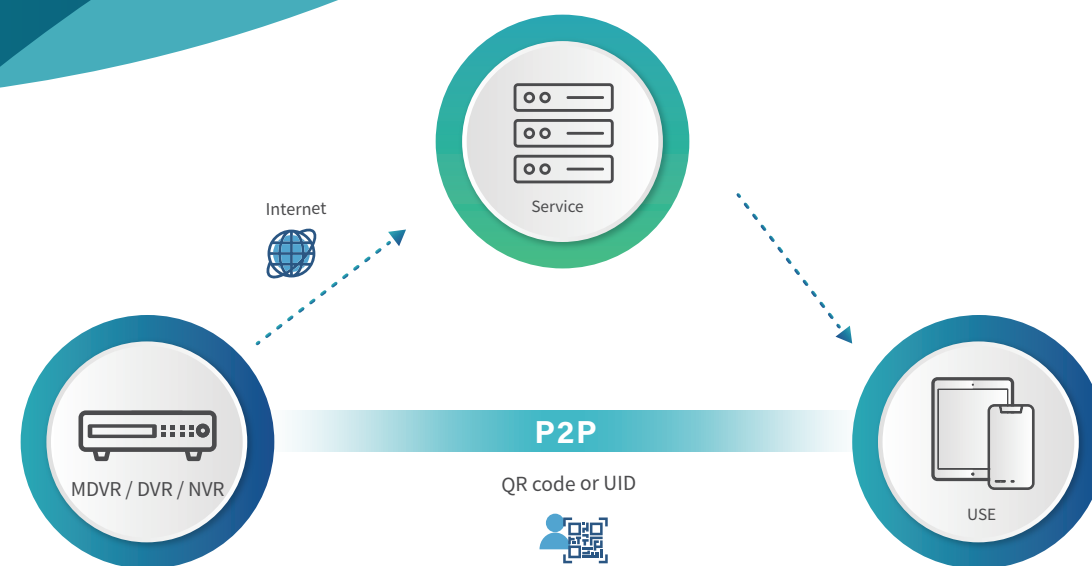 Service
Internet
P2P
QR code or UID
MDVR / DVR / NVR
USE